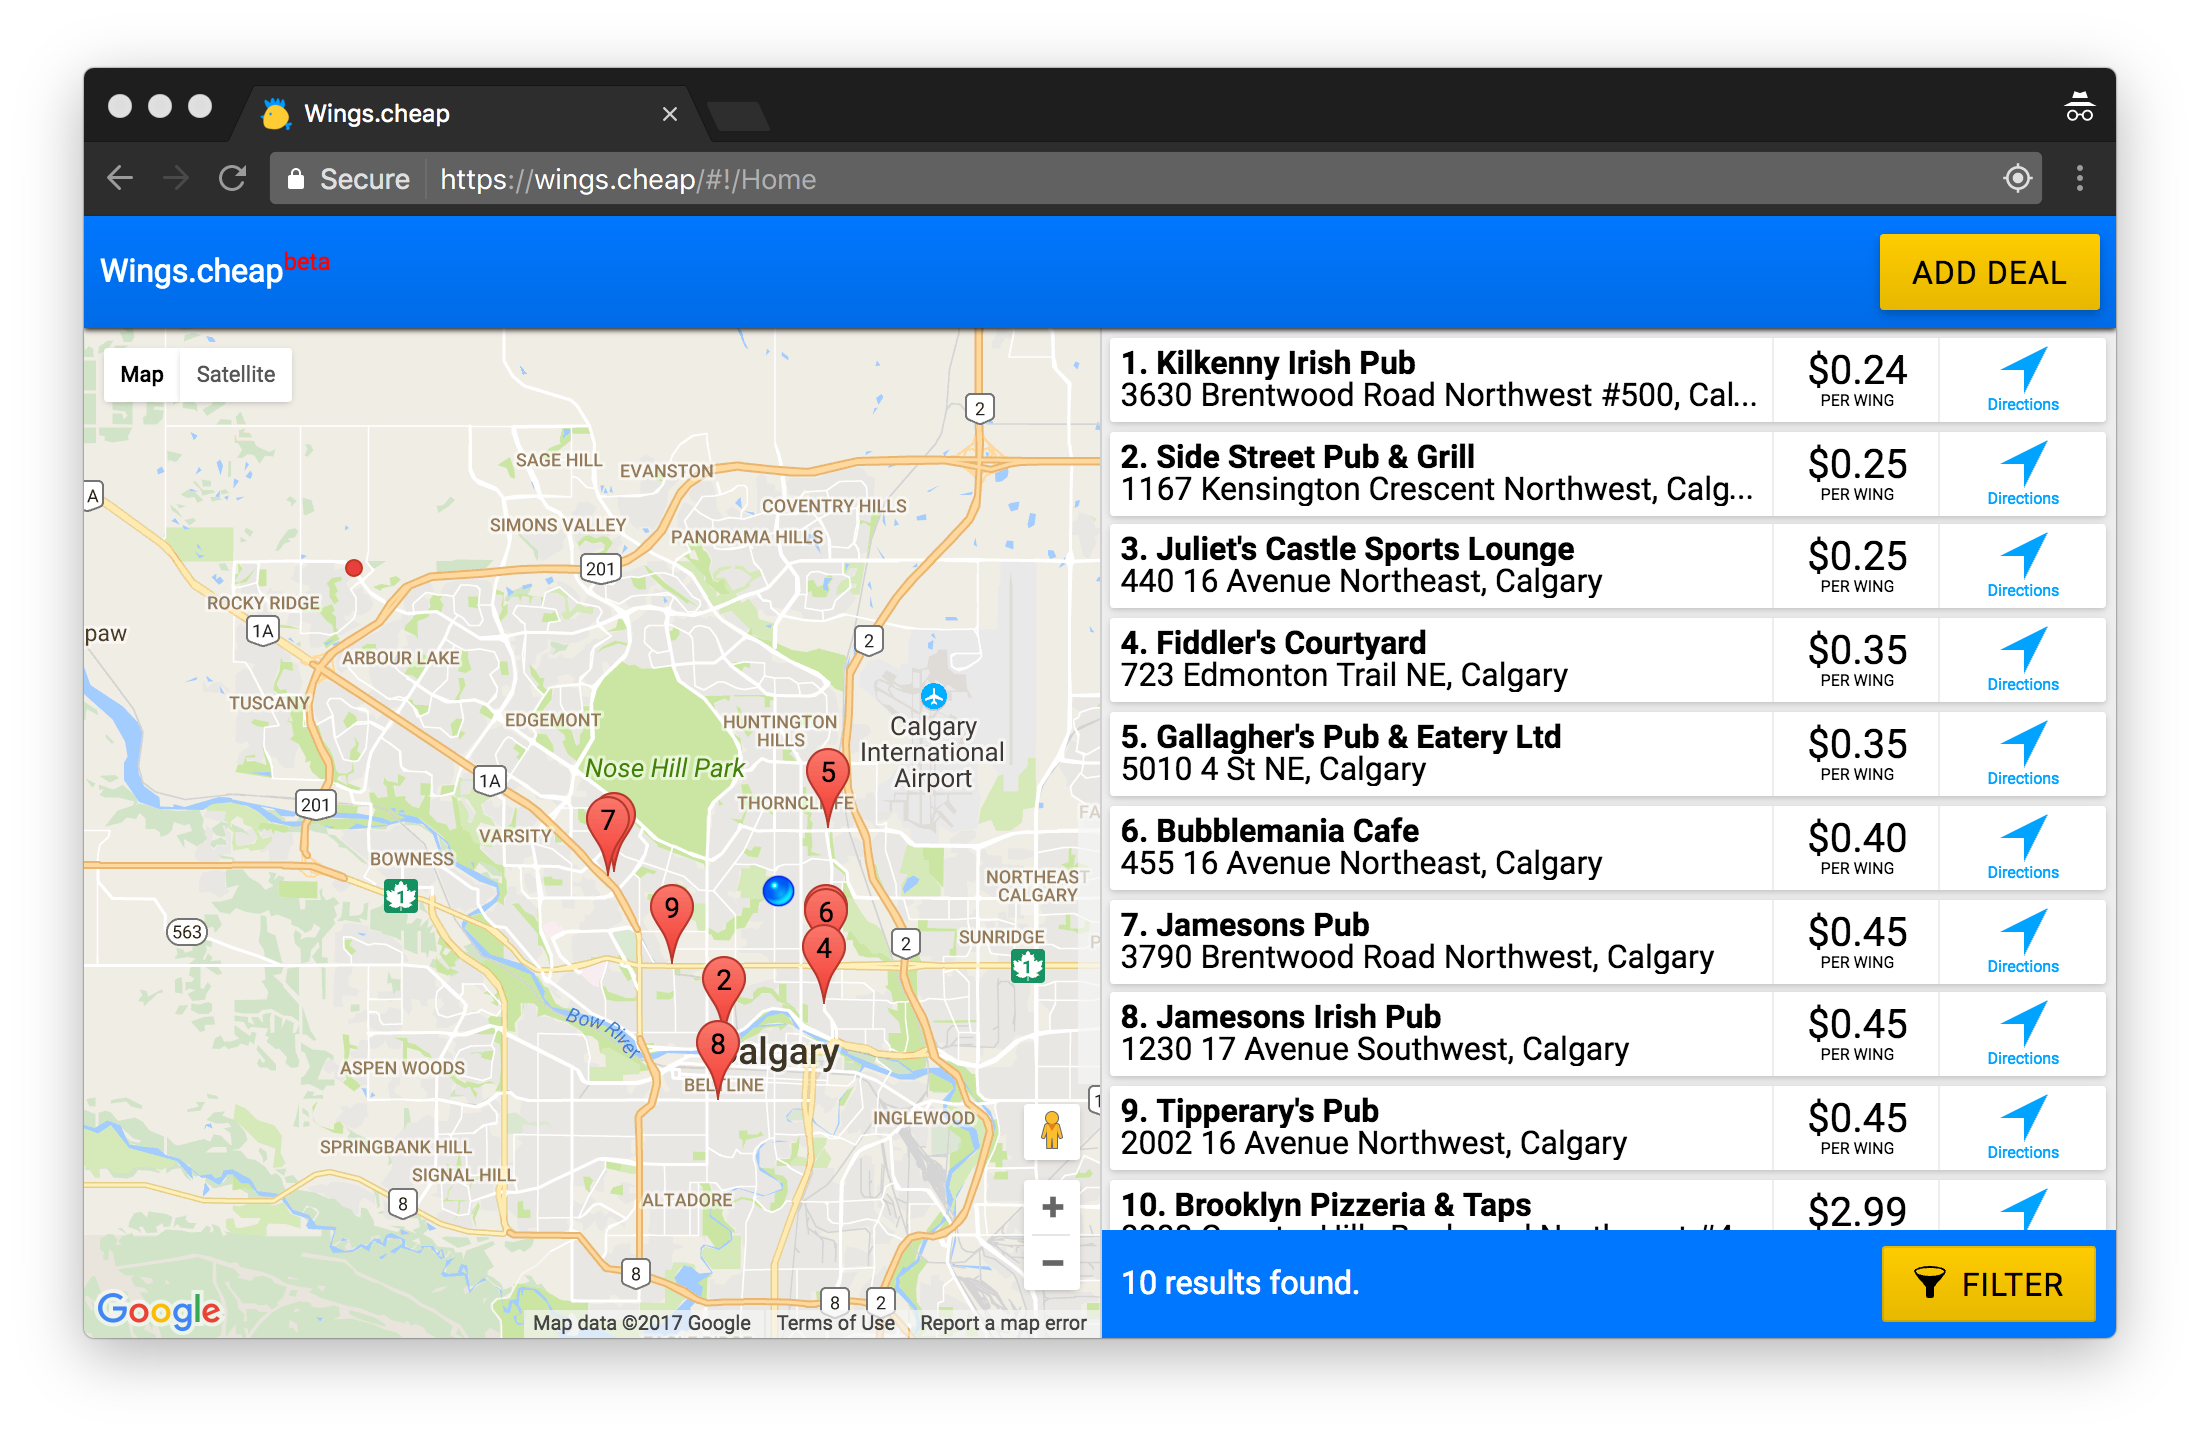 Wings.cheap
Secure https://wings.cheap/#!/Home
Wings.cheap beta
ADD DEAL
Map Satellite
2
SAGE HILL
EVANSTON
A
COVENTRY HILLS
SIMONS VALLEY
PANORAMA HILLS
201
ROCKY RIDGE
1A
paw
2
ARBOUR LAKE
TUSCANY
EDGEMONT
HUNTINGTON
HILLS
Calgary
International
Airport
Nose Hill Park
5
1A
THORNCLIFFE
201
7
VARSITY
BOWNESS
NORTHEAST
CALGARY
1
9
6
563
SUNRIDGE
2
4
1
2
Bow River
8
algary
ASPEN WOODS
BELTLINE
INGLEWOOD
SPRINGBANK HILL
SIGNAL HILL
8
ALTADORE
+
−
8
8
2
Google
Map data ©2017 Google Terms of Use Report a map error
1. Kilkenny Irish Pub
3630 Brentwood Road Northwest #500, Cal...
$0.24
PER WING
Directions
2. Side Street Pub & Grill
1167 Kensington Crescent Northwest, Calg...
$0.25
PER WING
Directions
3. Juliet's Castle Sports Lounge
440 16 Avenue Northeast, Calgary
$0.25
PER WING
Directions
4. Fiddler's Courtyard
723 Edmonton Trail NE, Calgary
$0.35
PER WING
Directions
5. Gallagher's Pub & Eatery Ltd
5010 4 St NE, Calgary
$0.35
PER WING
Directions
6. Bubblemania Cafe
455 16 Avenue Northeast, Calgary
$0.40
PER WING
Directions
7. Jamesons Pub
3790 Brentwood Road Northwest, Calgary
$0.45
PER WING
Directions
8. Jamesons Irish Pub
1230 17 Avenue Southwest, Calgary
$0.45
PER WING
Directions
9. Tipperary's Pub
2002 16 Avenue Northwest, Calgary
$0.45
PER WING
Directions
10. Brooklyn Pizzeria & Taps
$2.99
10 results found.
FILTER